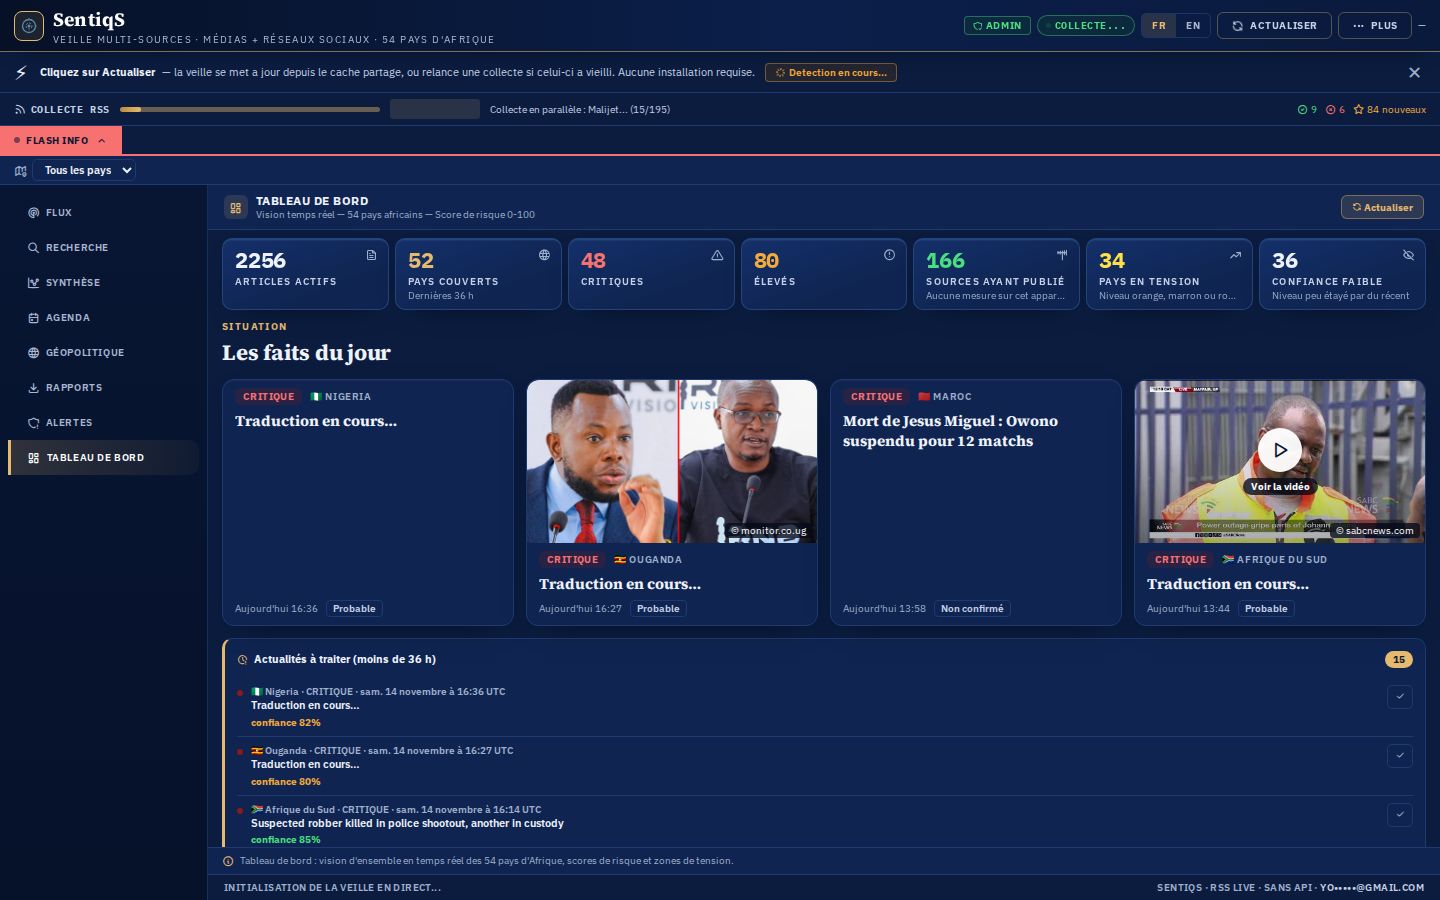 SentiqS
VEILLE MULTI-SOURCES · MÉDIAS + RÉSEAUX SOCIAUX · 54 PAYS D'AFRIQUE
ADMIN
COLLECTE...
FR
EN
ACTUALISER
··· PLUS
—
Cliquez sur Actualiser — la veille se met a jour depuis le cache partage, ou relance une collecte si celui-ci a vieilli. Aucune installation requise.
Detection en cours...
COLLECTE RSS
Collecte en parallèle : Malijet... (15/195)
9
6
84 nouveaux
FLASH INFO
Tous les pays
FLUX
RECHERCHE
SYNTHÈSE
AGENDA
GÉOPOLITIQUE
RAPPORTS
ALERTES
TABLEAU DE BORD
TABLEAU DE BORD
Vision temps réel — 54 pays africains — Score de risque 0-100
Actualiser
2256
ARTICLES ACTIFS
52
PAYS COUVERTS
Dernières 36 h
48
CRITIQUES
80
ÉLEVÉS
166
SOURCES AYANT PUBLIÉ
Aucune mesure sur cet appar...
34
PAYS EN TENSION
Niveau orange, marron ou ro...
36
CONFIANCE FAIBLE
Niveau peu étayé par du récent
SITUATION
Les faits du jour
CRITIQUE NIGERIA
Traduction en cours...
Aujourd'hui 16:36 Probable
© monitor.co.ug
CRITIQUE OUGANDA
Traduction en cours...
Aujourd'hui 16:27 Probable
CRITIQUE MAROC
Mort de Jesus Miguel : Owono
suspendu pour 12 matchs
Aujourd'hui 13:58 Non confirmé
Voir la vidéo
SABC
NEWS
Power outage grips parts of Johann
© sabcnews.com
CRITIQUE AFRIQUE DU SUD
Traduction en cours...
Aujourd'hui 13:44 Probable
Actualités à traiter (moins de 36 h)
15
Nigeria · CRITIQUE · sam. 14 novembre à 16:36 UTC
Traduction en cours...
confiance 82%
Ouganda · CRITIQUE · sam. 14 novembre à 16:27 UTC
Traduction en cours...
confiance 80%
Afrique du Sud · CRITIQUE · sam. 14 novembre à 16:14 UTC
Suspected robber killed in police shootout, another in custody
confiance 85%
Tableau de bord : vision d'ensemble en temps réel des 54 pays d'Afrique, scores de risque et zones de tension.
INITIALISATION DE LA VEILLE EN DIRECT...
SENTIQS · RSS LIVE · SANS API · YO•••••@GMAIL.COM